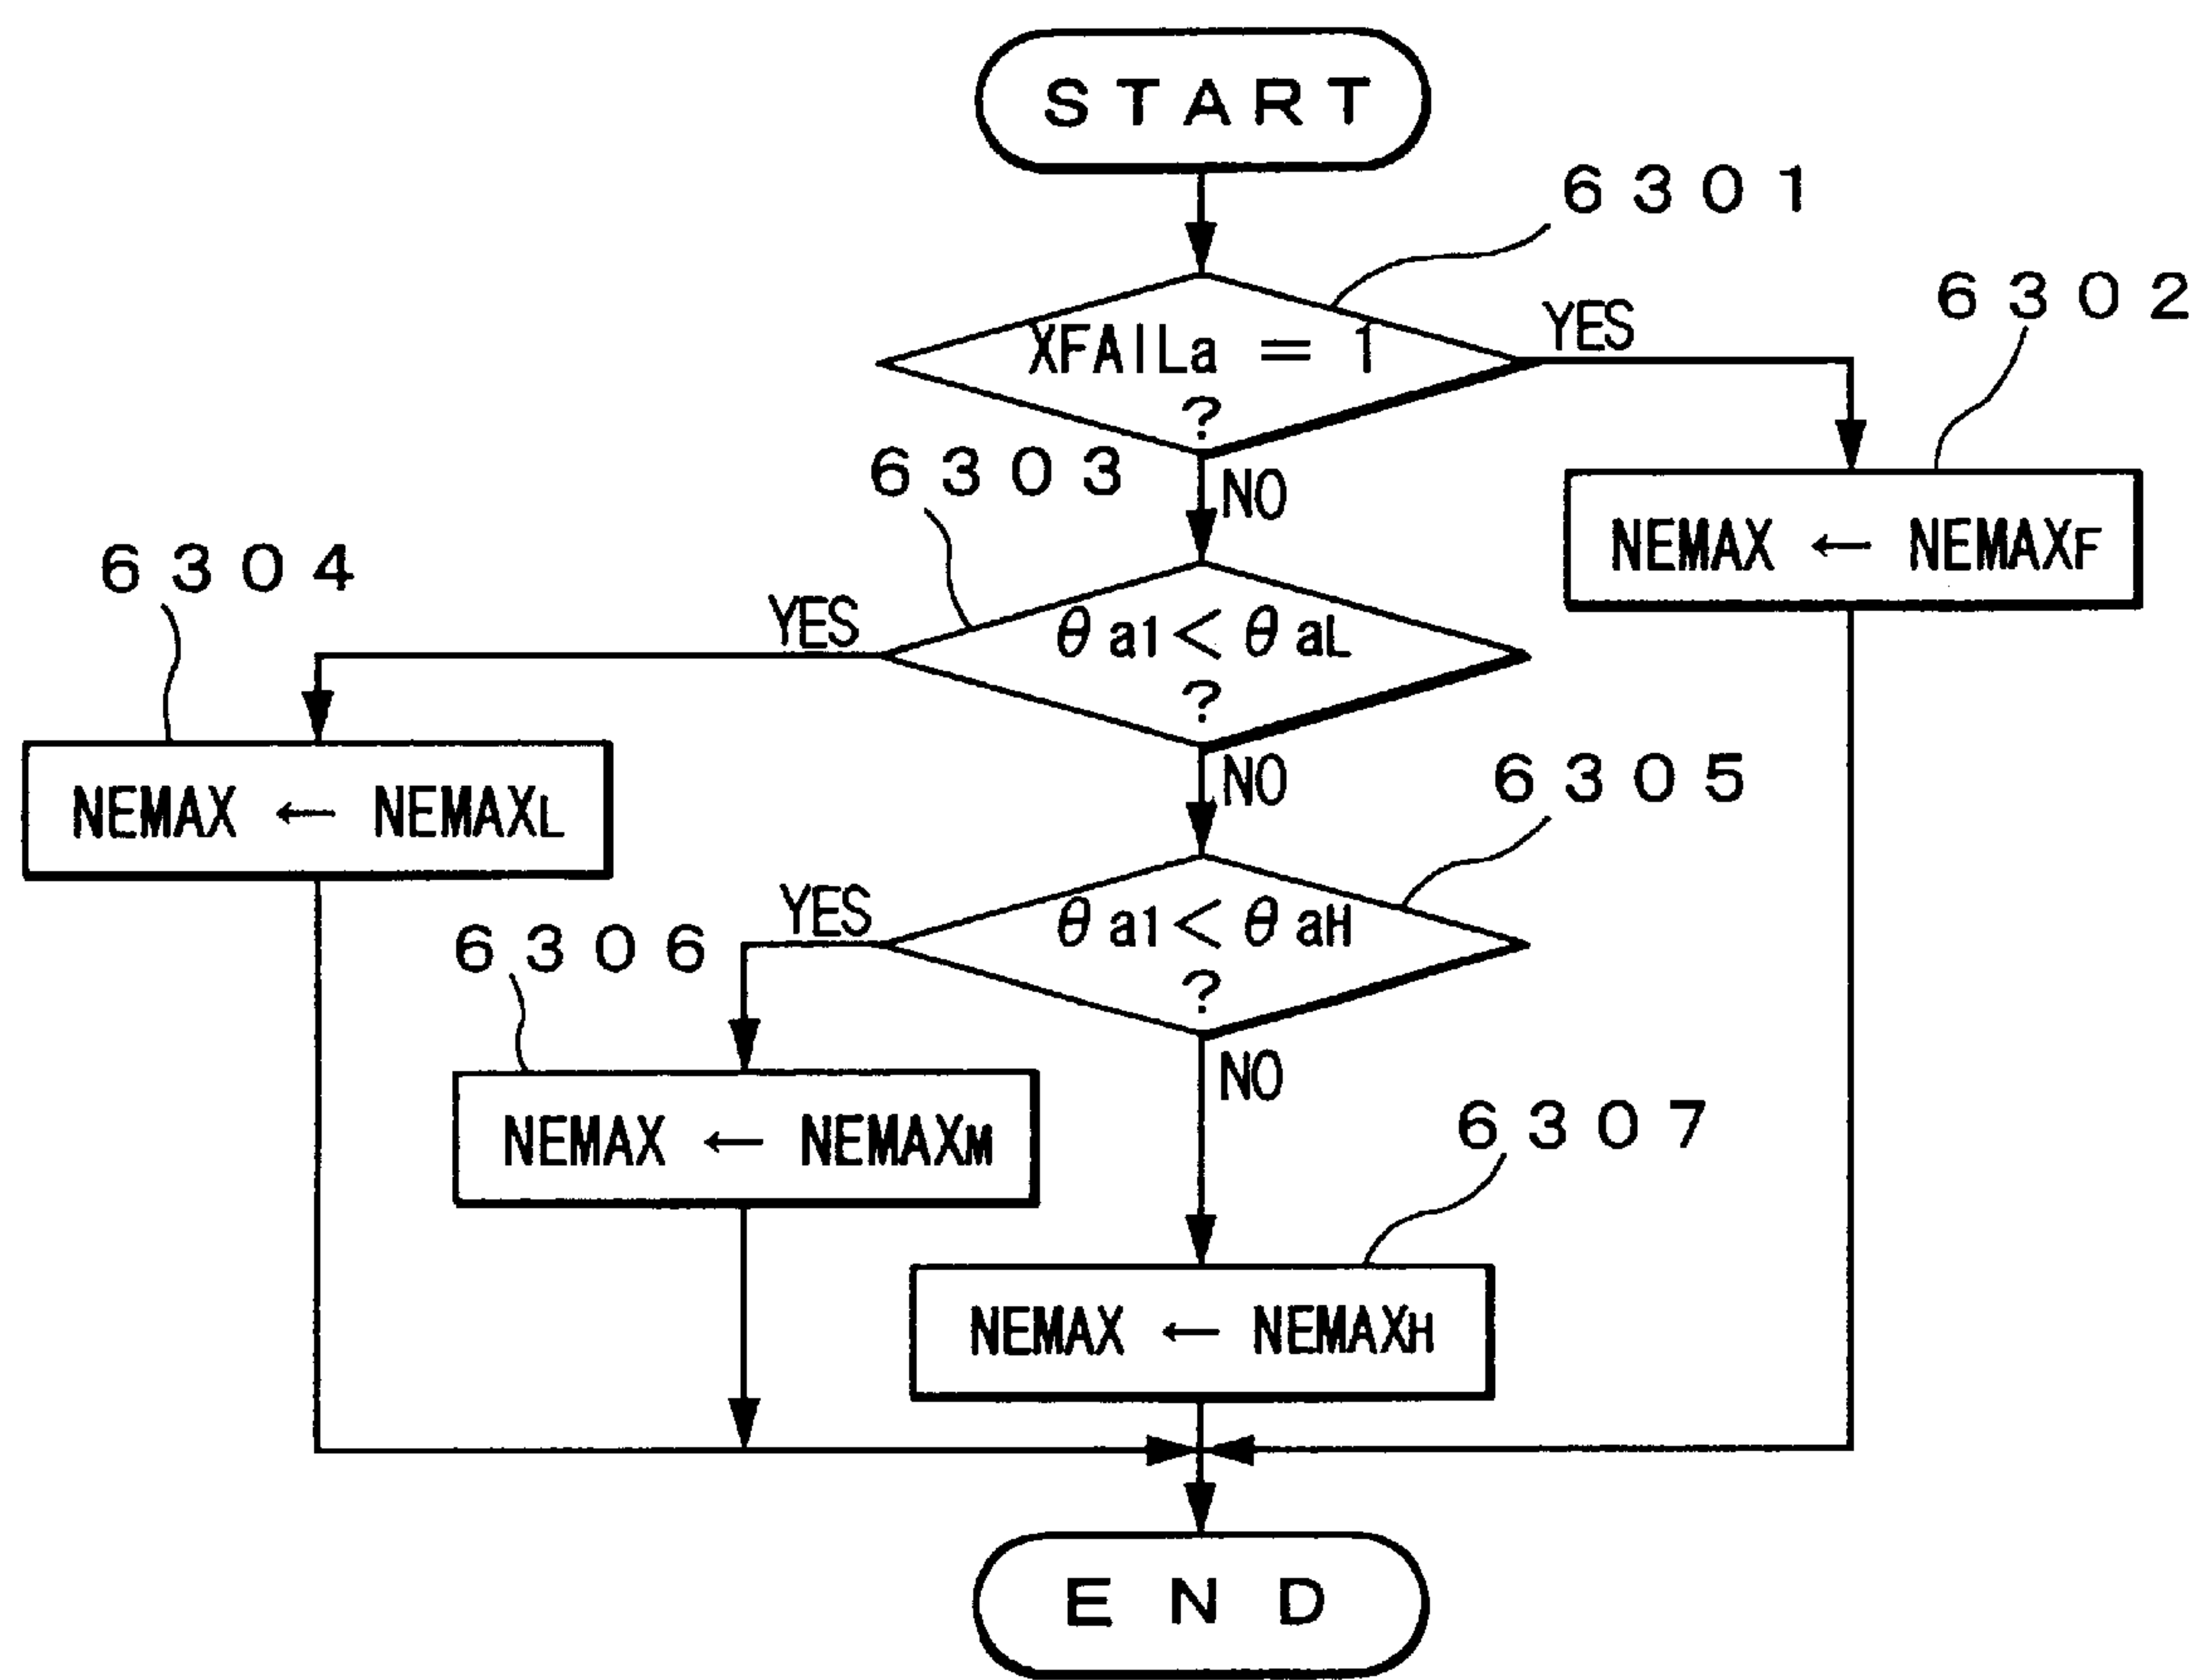 START
6301
6302
XFAILa = 1
?
YES
NO
NEMAX ← NEMAXF
6303
6304
θa1 < θaL
?
YES
NO
NEMAX ← NEMAXL
6305
6306
θa1 < θaH
?
YES
NO
NEMAX ← NEMAXM
6307
NEMAX ← NEMAXH
END